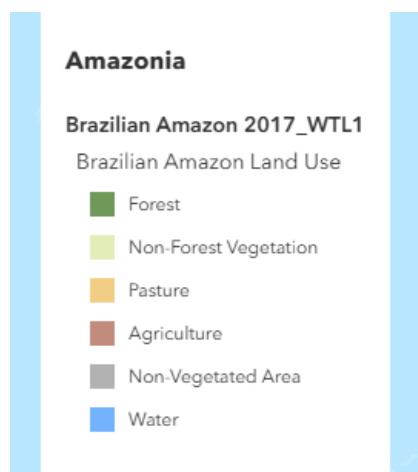 Amazonia
Brazilian Amazon 2017_WTL1
Brazilian Amazon Land Use
Forest
Non-Forest Vegetation
Pasture
Agriculture
Non-Vegetated Area
Water